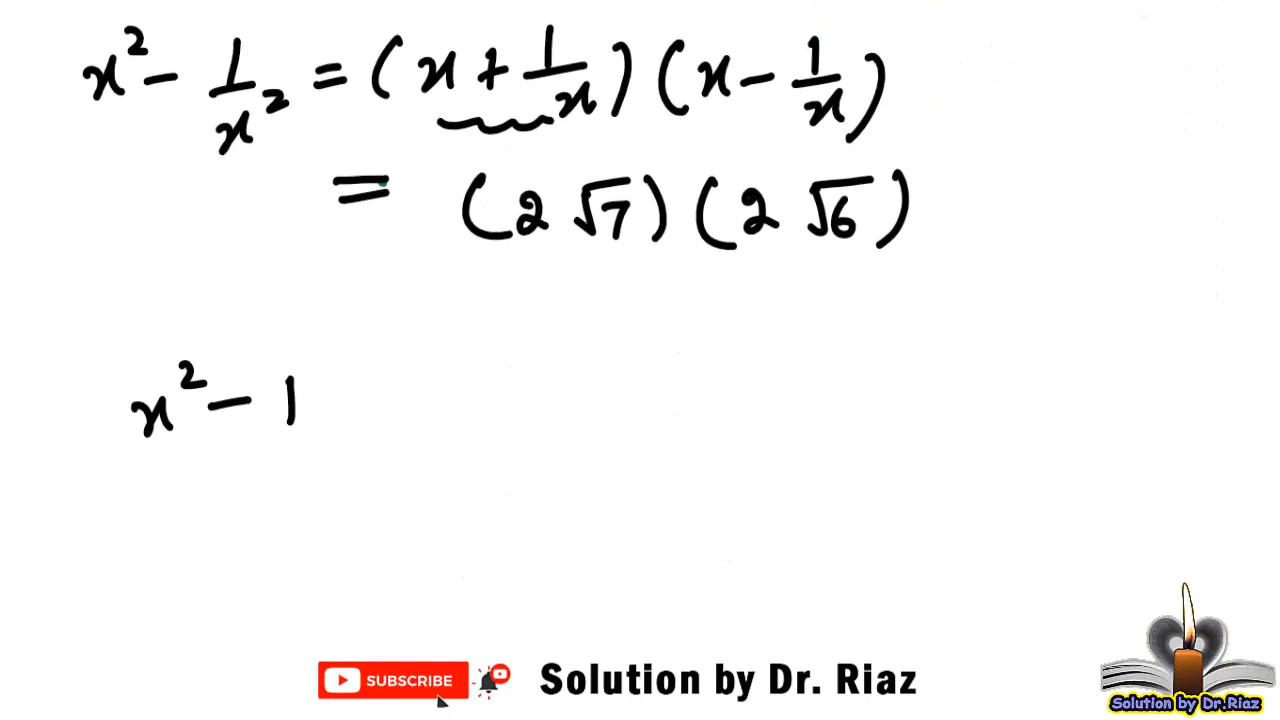 x² - 1/x² = (x + 1/x) (x - 1/x)
= (2 √7) (2 √6)
x² - 1
SUBSCRIBE
Solution by Dr. Riaz
Solution by Dr.Riaz